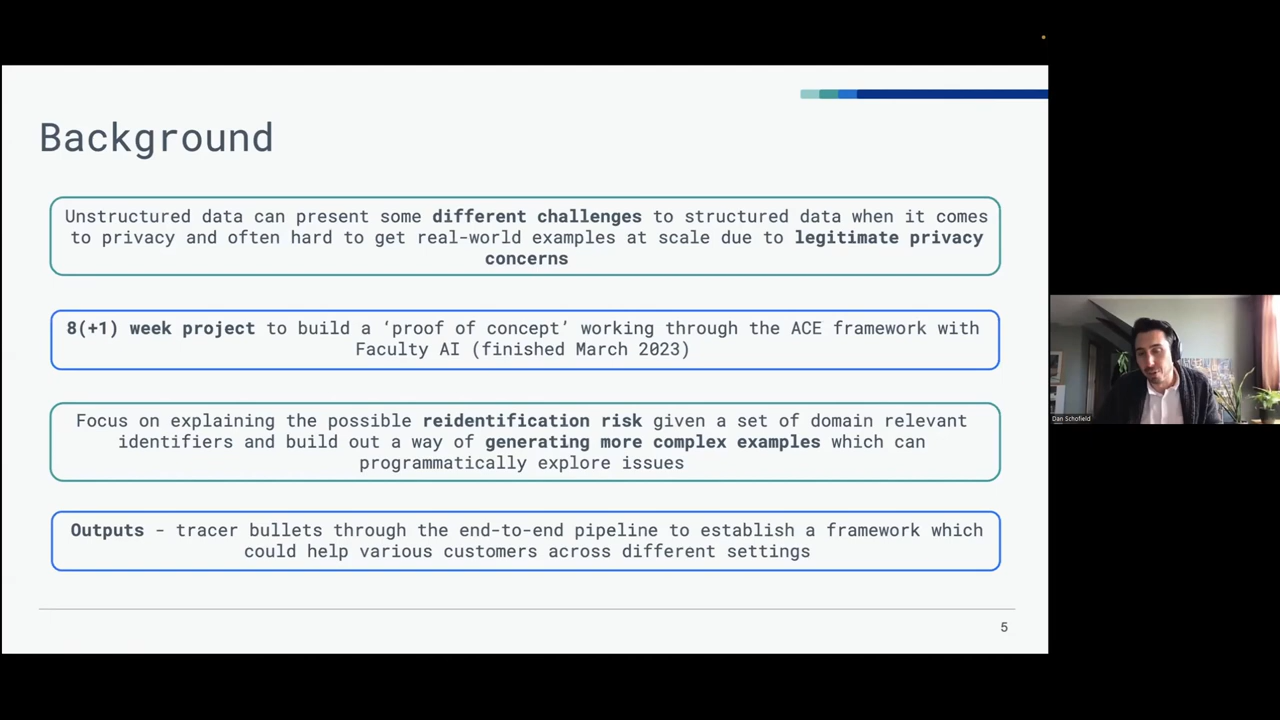 Background
Unstructured data can present some different challenges to structured data when it comes
to privacy and often hard to get real-world examples at scale due to legitimate privacy
concerns
8(+1) week project to build a ‘proof of concept’ working through the ACE framework with
Faculty AI (finished March 2023)
Focus on explaining the possible reidentification risk given a set of domain relevant
identifiers and build out a way of generating more complex examples which can
programmatically explore issues
Outputs - tracer bullets through the end-to-end pipeline to establish a framework which
could help various customers across different settings
5
Dan Schofield